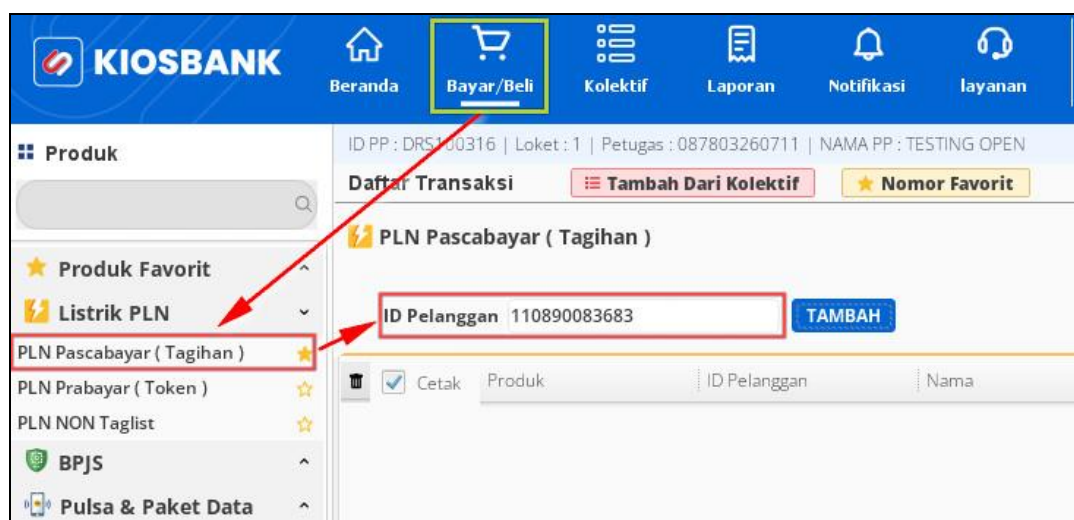 KIOSBANK
Beranda
Bayar/Beli
Kolektif
Laporan
Notifikasi
layanan
Produk
ID PP : DRS100316 | Loket : 1 | Petugas : 087803260711 | NAMA PP : TESTING OPEN
Daftar Transaksi
Tambah Dari Kolektif
Nomor Favorit
PLN Pascabayar ( Tagihan )
Produk Favorit
Listrik PLN
ID Pelanggan 110890083683
TAMBAH
PLN Pascabayar ( Tagihan )
PLN Prabayar ( Token )
PLN NON Taglist
Cetak Produk ID Pelanggan Nama
BPJS
Pulsa & Paket Data